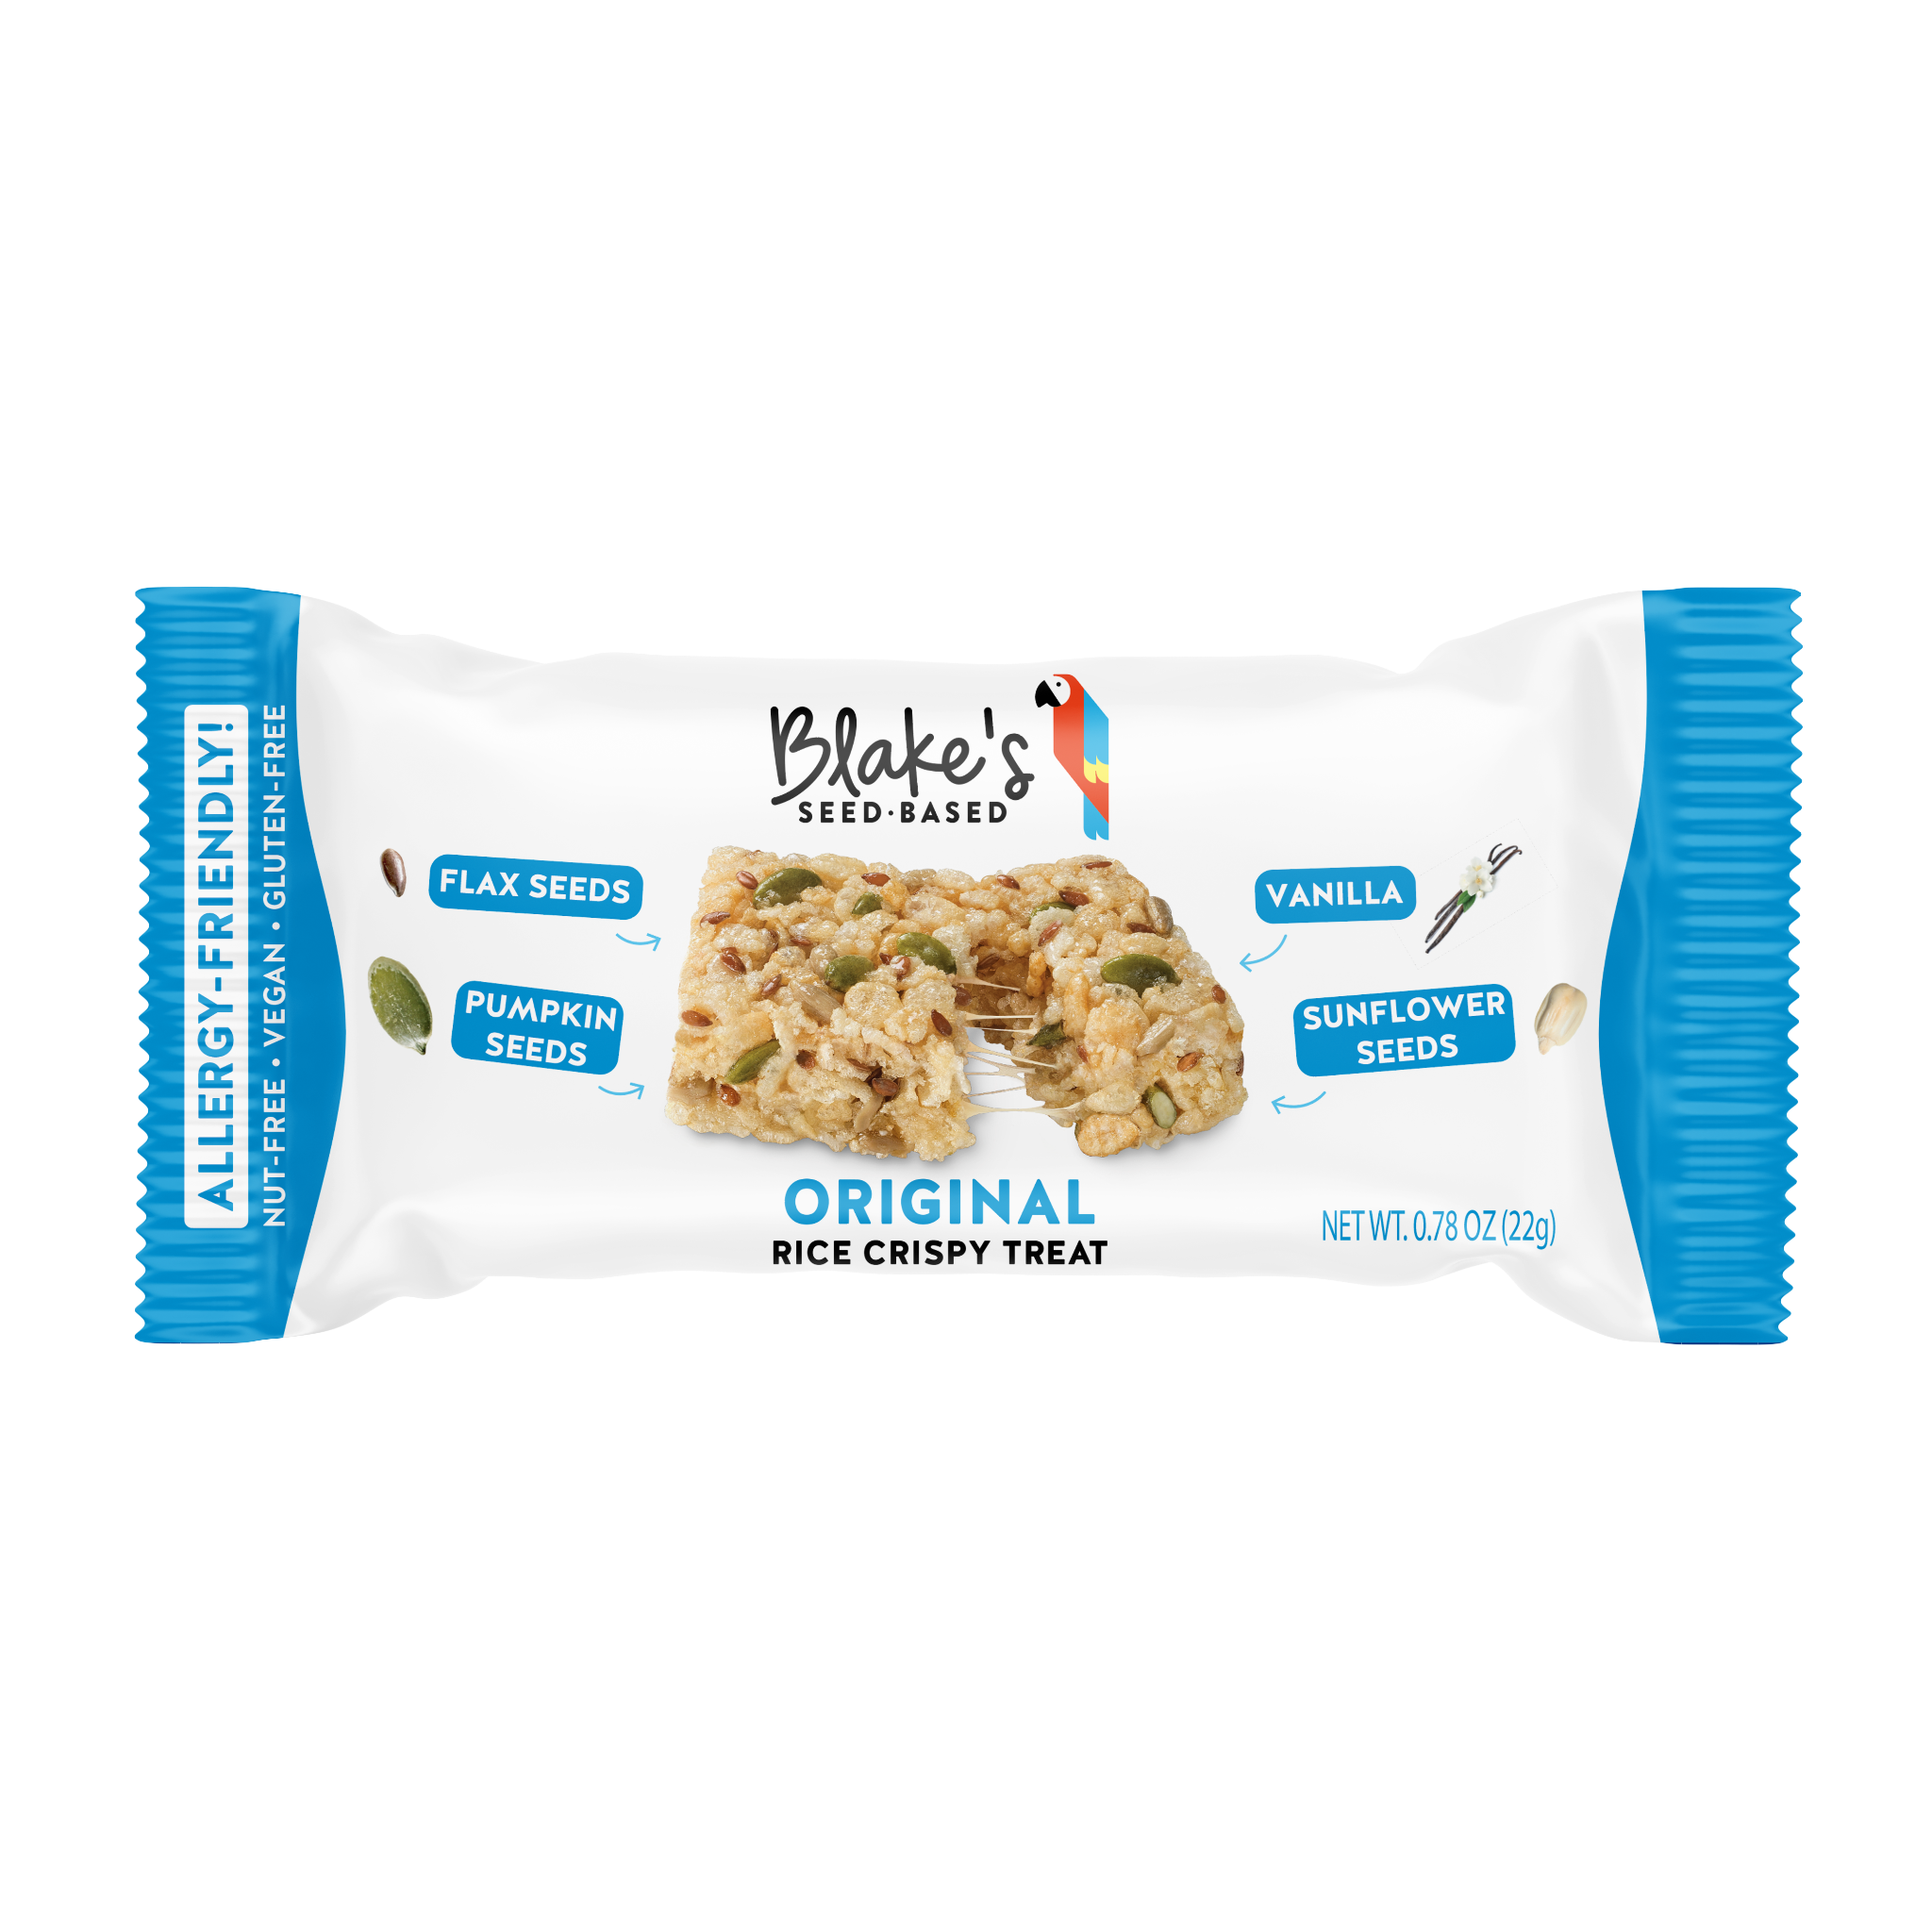 ALLERGY-FRIENDLY!
NUT-FREE • VEGAN • GLUTEN-FREE
Blake's
SEED·BASED
FLAX SEEDS
PUMPKIN
SEEDS
VANILLA
SUNFLOWER
SEEDS
ORIGINAL
RICE CRISPY TREAT
NET WT. 0.78 OZ (22g)